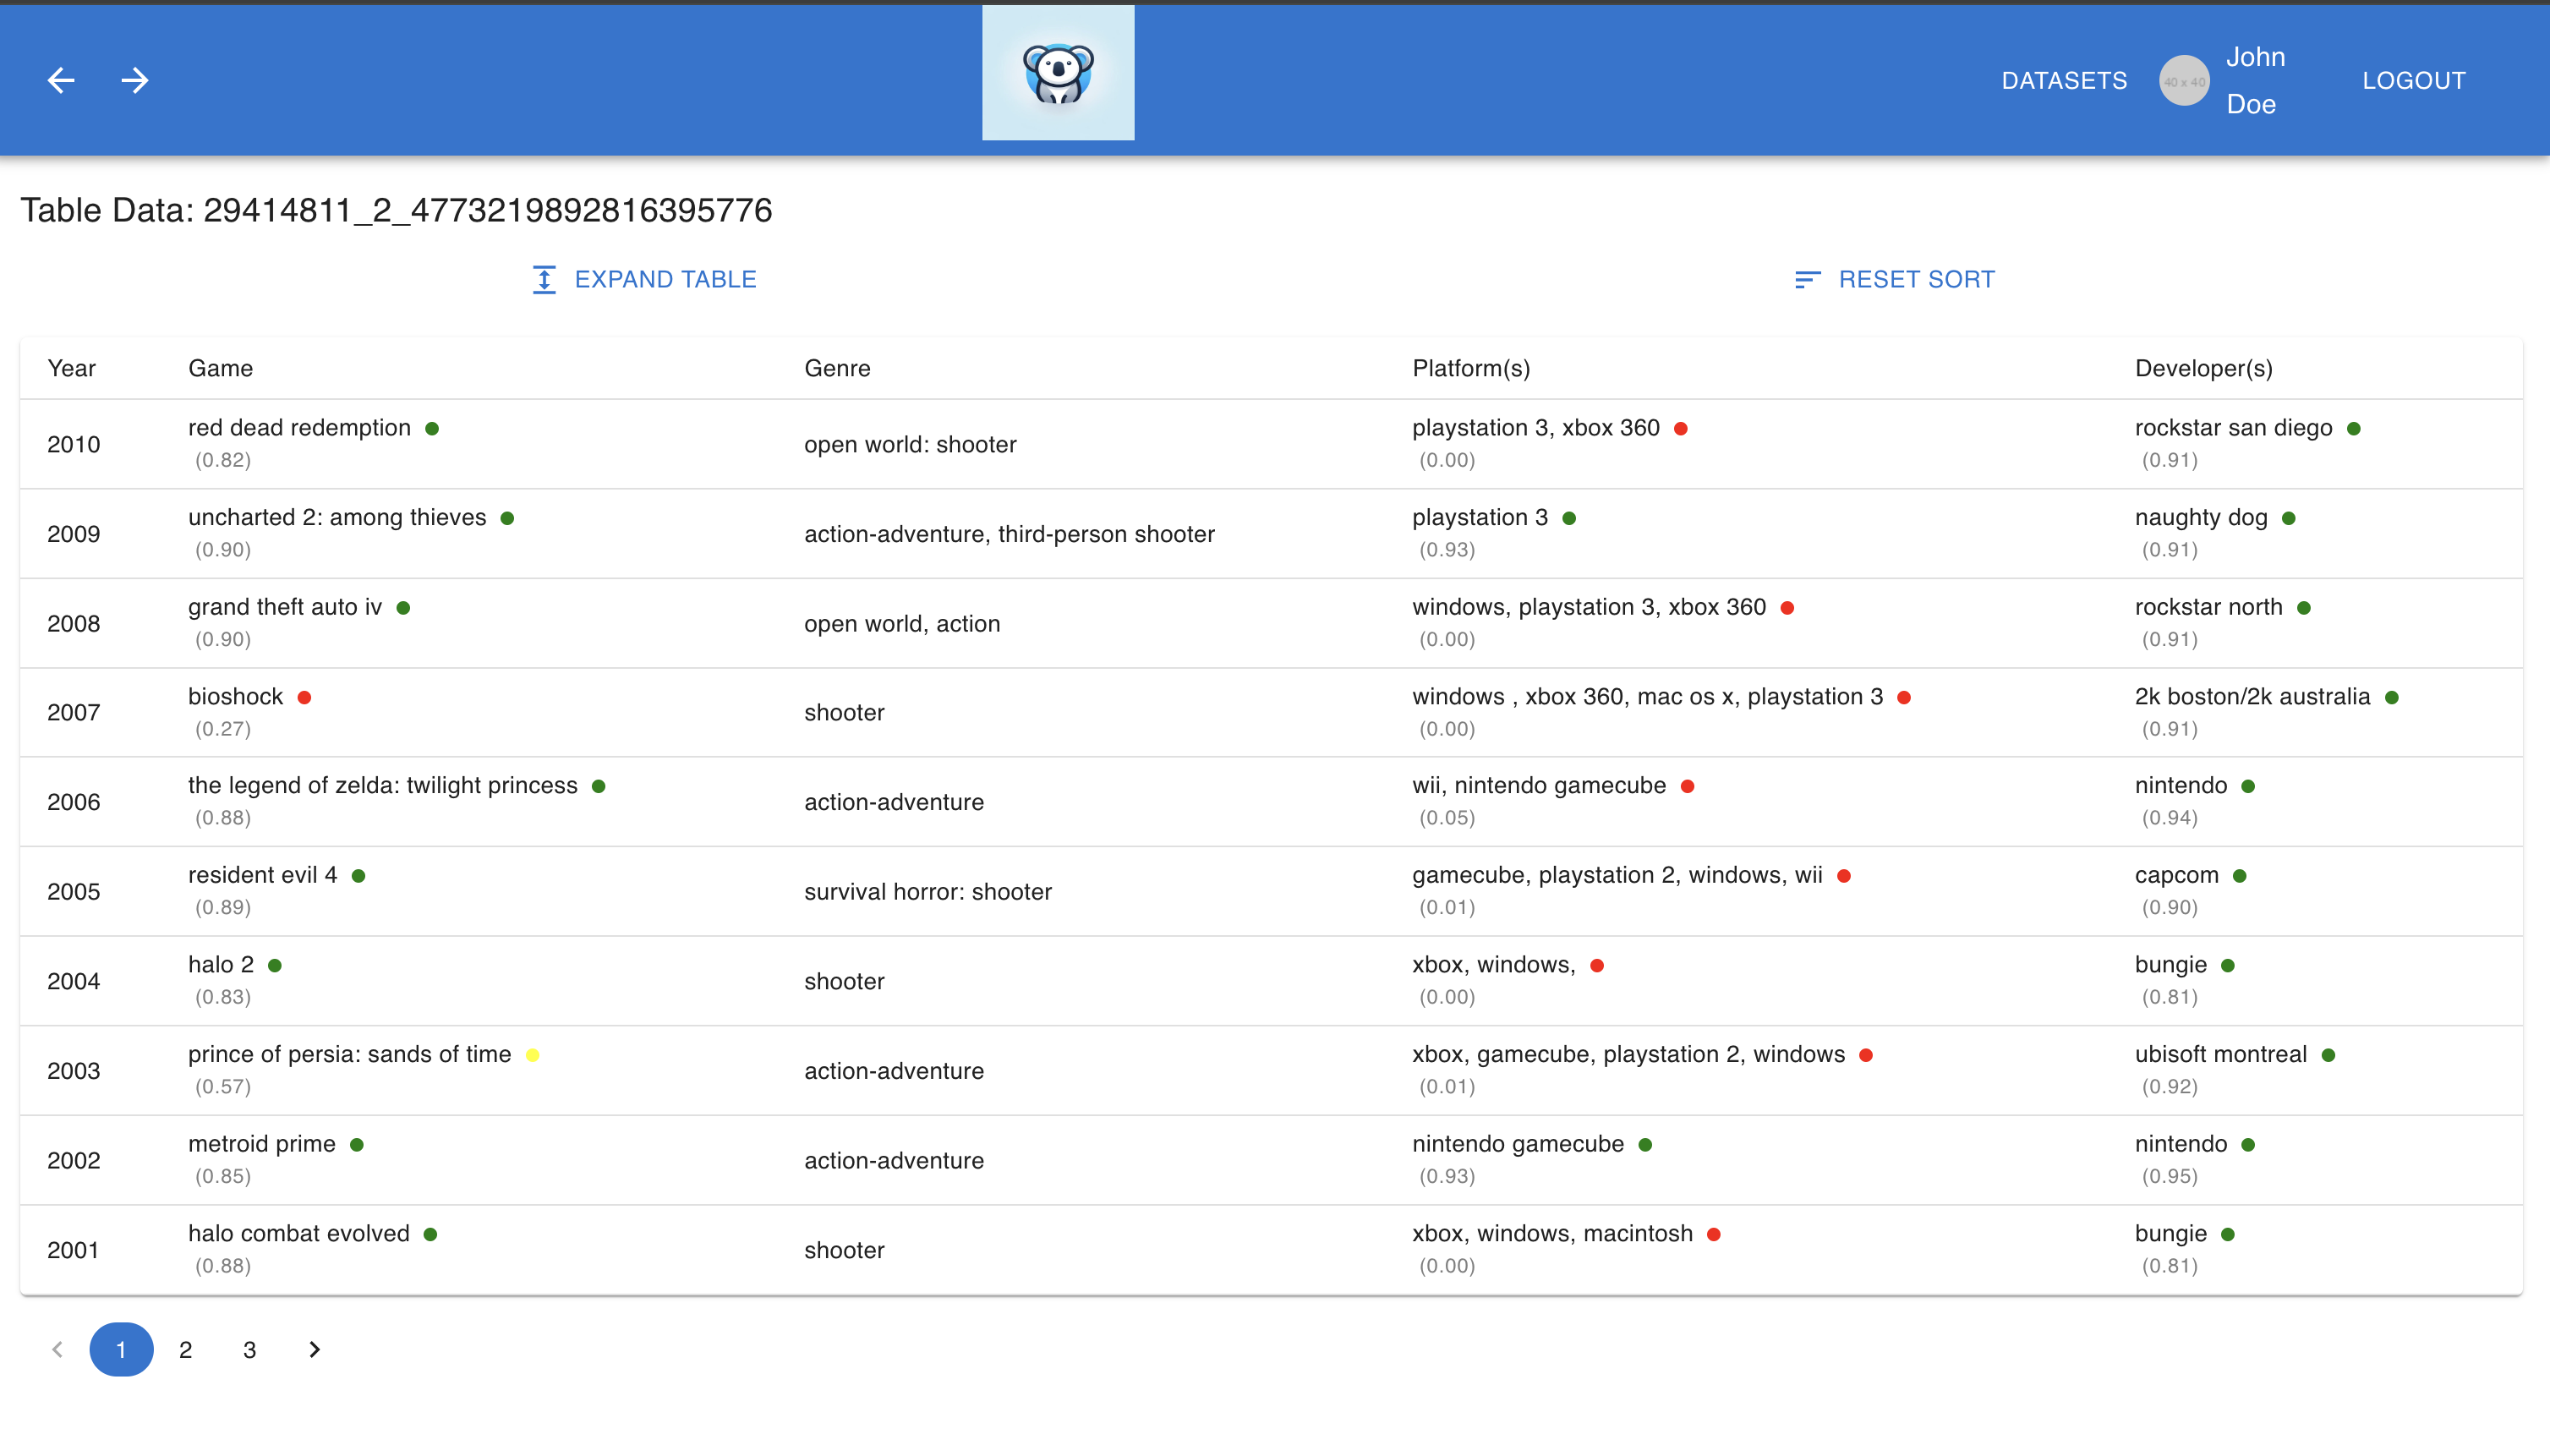 DATASETS
40 x 40
John
Doe
LOGOUT
Table Data: 29414811_2_4773219892816395776
EXPAND TABLE
RESET SORT
Year Game Genre Platform(s) Developer(s)
2010 red dead redemption (0.82) open world: shooter playstation 3, xbox 360 (0.00) rockstar san diego (0.91)
2009 uncharted 2: among thieves (0.90) action-adventure, third-person shooter playstation 3 (0.93) naughty dog (0.91)
2008 grand theft auto iv (0.90) open world, action windows, playstation 3, xbox 360 (0.00) rockstar north (0.91)
2007 bioshock (0.27) shooter windows , xbox 360, mac os x, playstation 3 (0.00) 2k boston/2k australia (0.91)
2006 the legend of zelda: twilight princess (0.88) action-adventure wii, nintendo gamecube (0.05) nintendo (0.94)
2005 resident evil 4 (0.89) survival horror: shooter gamecube, playstation 2, windows, wii (0.01) capcom (0.90)
2004 halo 2 (0.83) shooter xbox, windows, (0.00) bungie (0.81)
2003 prince of persia: sands of time (0.57) action-adventure xbox, gamecube, playstation 2, windows (0.01) ubisoft montreal (0.92)
2002 metroid prime (0.85) action-adventure nintendo gamecube (0.93) nintendo (0.95)
2001 halo combat evolved (0.88) shooter xbox, windows, macintosh (0.00) bungie (0.81)
1 2 3